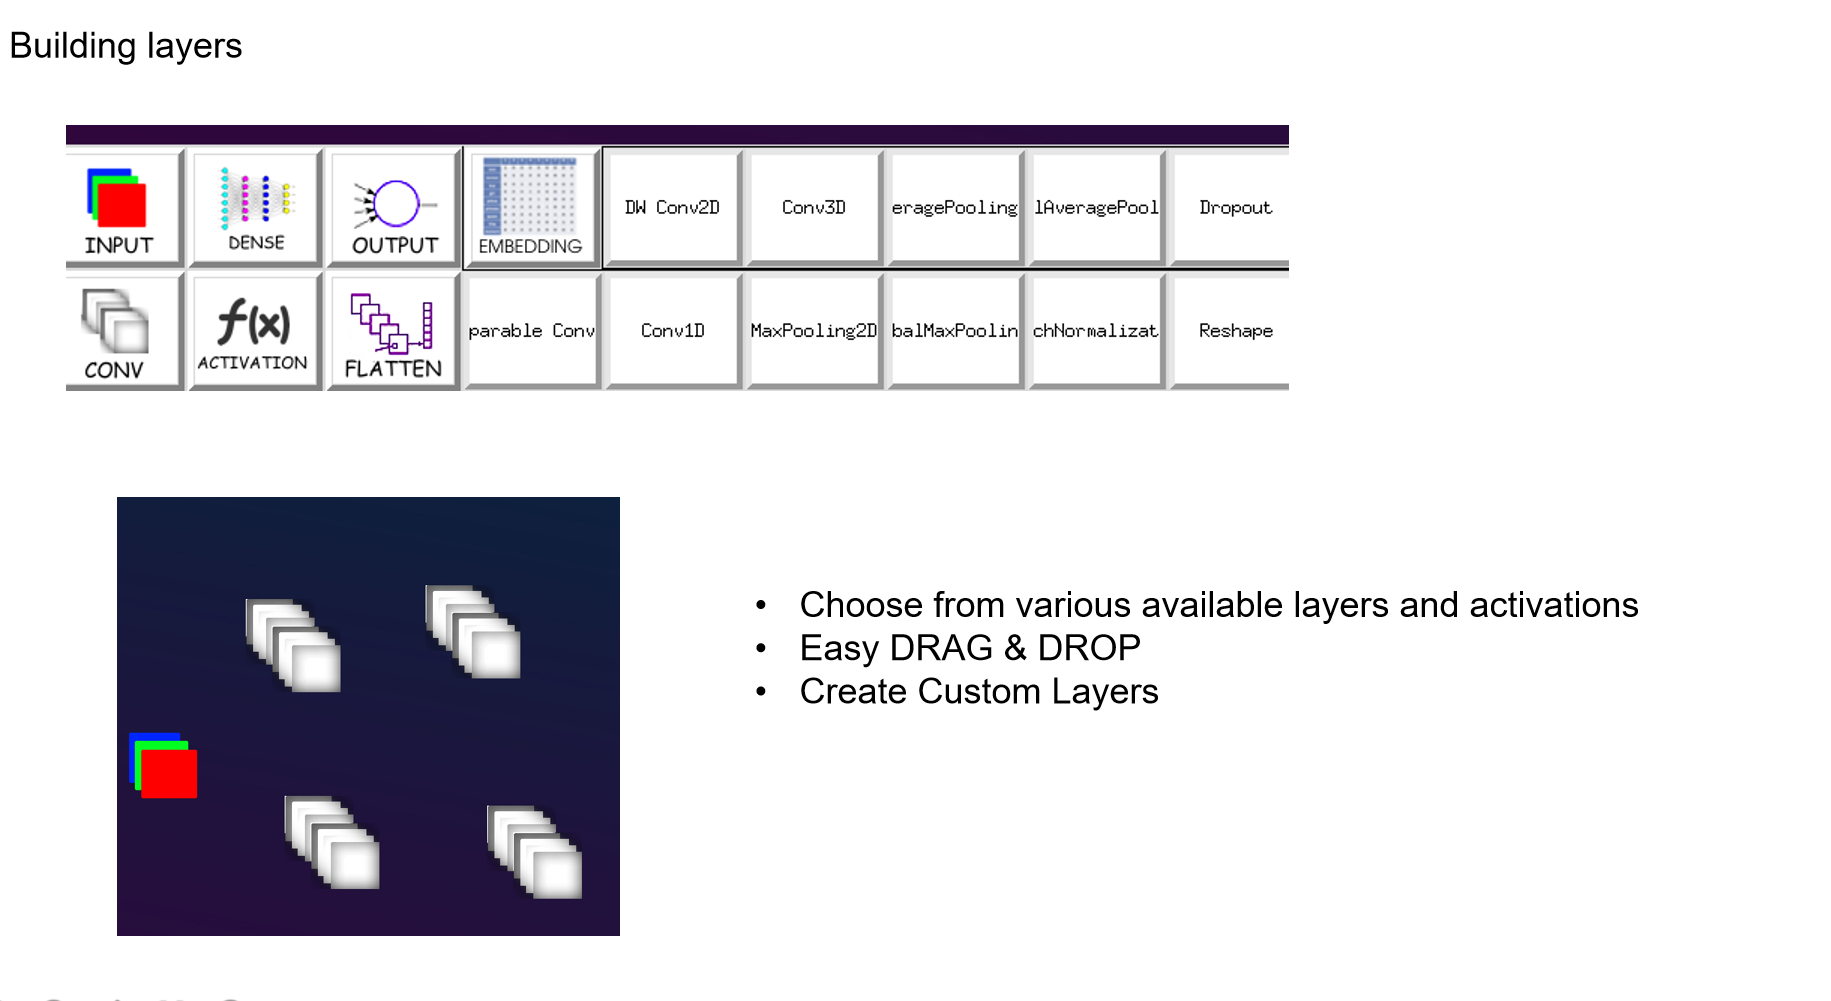 Building layers
INPUT
DENSE
OUTPUT
EMBEDDING
DW Conv2D
Conv3D
eragePooling
lAveragePool
Dropout
CONV
f(x)
ACTIVATION
FLATTEN
parable Conv
Conv1D
MaxPooling2D
balMaxPoolin
chNormalizat
Reshape
• Choose from various available layers and activations
• Easy DRAG & DROP
• Create Custom Layers